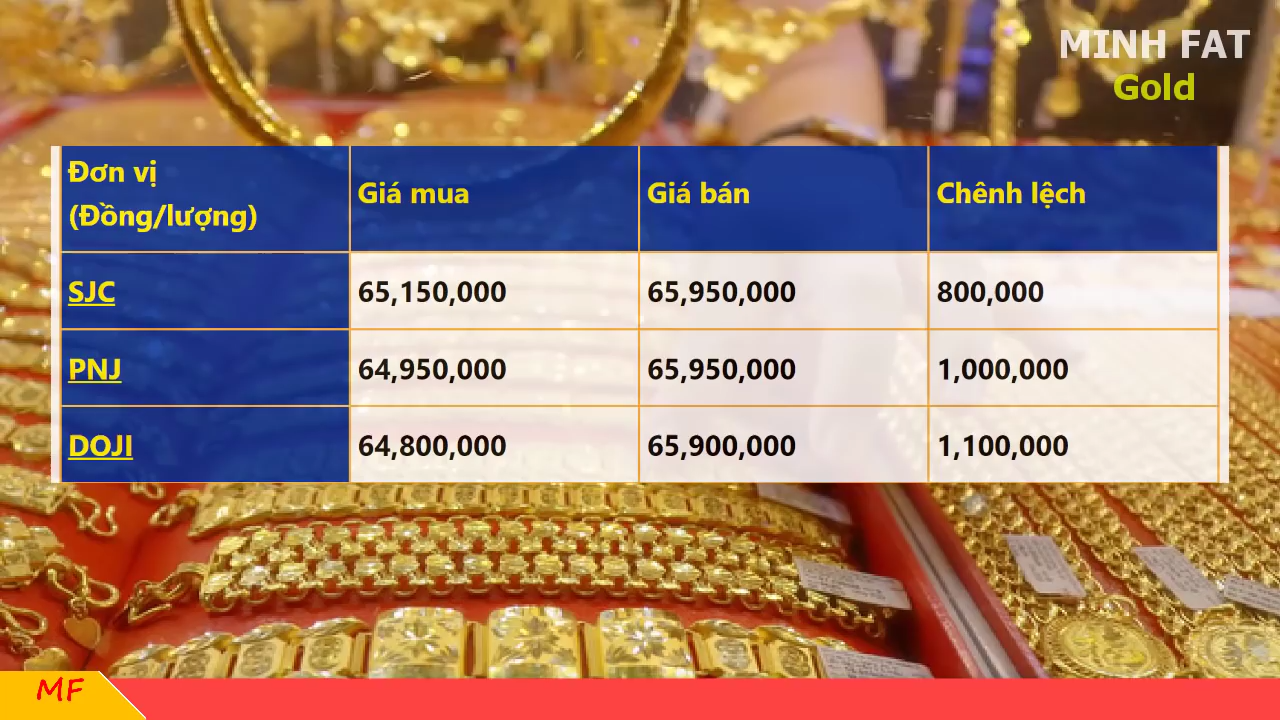 MINH FAT
Gold
Đơn vị
(Đồng/lượng)
Giá mua
Giá bán
Chênh lệch
SJC
65,150,000
65,950,000
800,000
PNJ
64,950,000
65,950,000
1,000,000
DOJI
64,800,000
65,900,000
1,100,000
MF